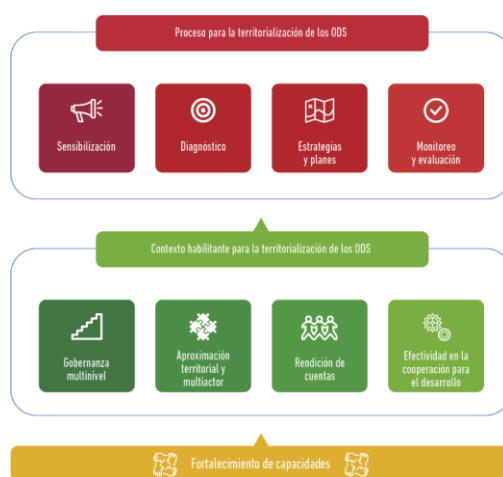 Proceso para la territorialización de los ODS
Sensibilización
Diagnóstico
Estrategias
y planes
Monitoreo
y evaluación
Contexto habilitante para la territorialización de los ODS
Gobernanza
multinivel
Aproximación
territorial y
multiactor
Rendición de
cuentas
Efectividad en la
cooperación para
el desarrollo
Fortalecimiento de capacidades